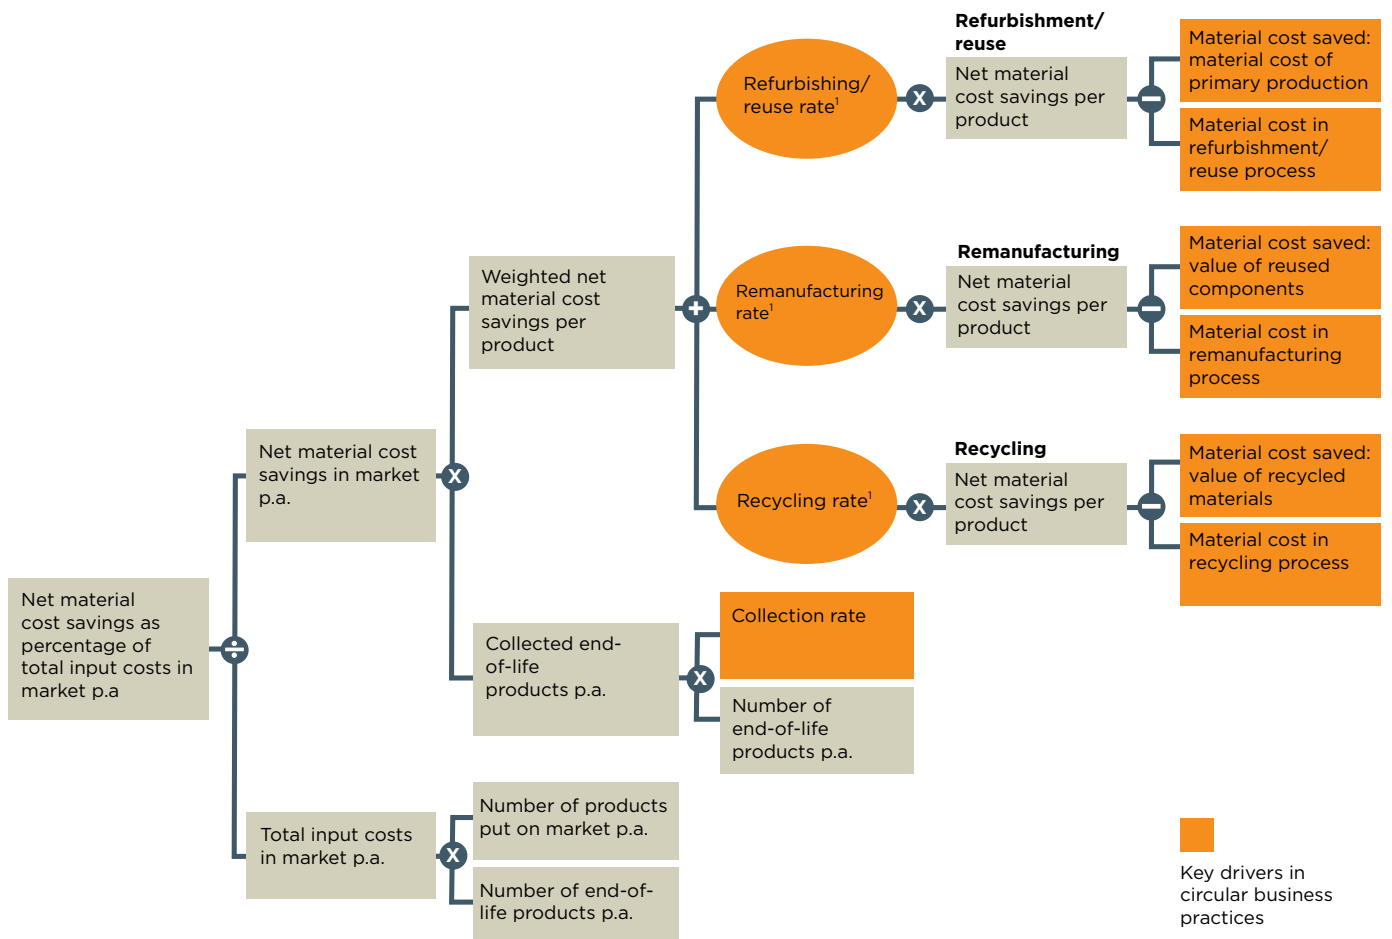 Refurbishment/
reuse
Refurbishing/
reuse rate¹
X
Net material
cost savings per
product
−
Material cost saved:
material cost of
primary production
Material cost in
refurbishment/
reuse process
Weighted net
material cost
savings per
product
+
Remanufacturing
rate¹
X
Remanufacturing
Net material
cost savings per
product
−
Material cost saved:
value of reused
components
Material cost in
remanufacturing
process
Net material cost
savings in market
p.a.
X
Recycling rate¹
X
Recycling
Net material
cost savings per
product
−
Material cost saved:
value of recycled
materials
Material cost in
recycling process
Net material
cost savings as
percentage of
total input costs in
market p.a
÷
Collected end-
of-life
products p.a.
X
Collection rate
Number of
end-of-life
products p.a.
Total input costs
in market p.a.
X
Number of products
put on market p.a.
Number of end-of-
life products p.a.
Key drivers in
circular business
practices